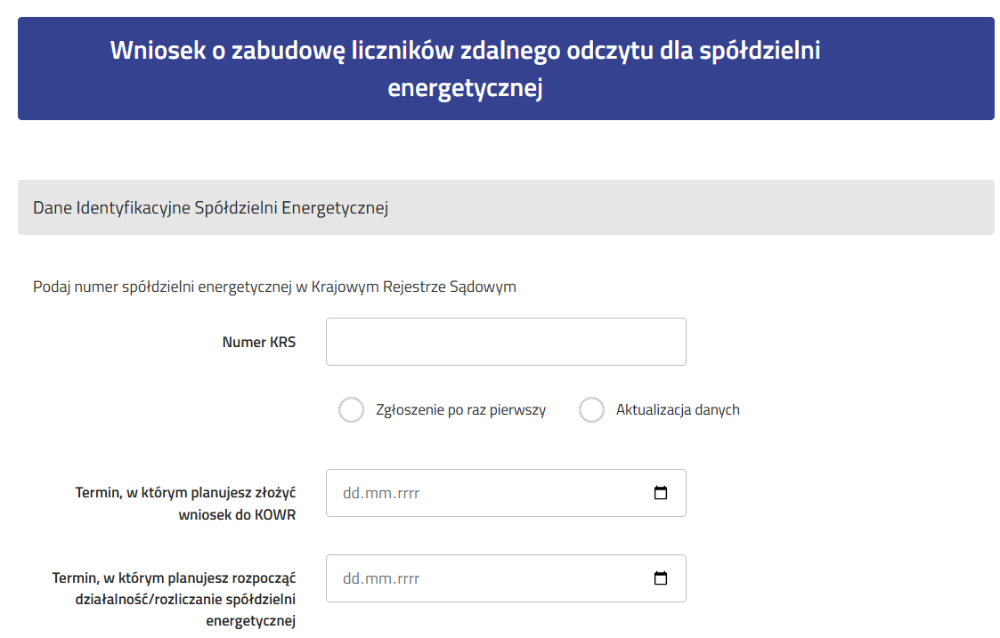 Wniosek o zabudowę liczników zdalnego odczytu dla spółdzielni
energetycznej
Dane Identyfikacyjne Spółdzielni Energetycznej
Podaj numer spółdzielni energetycznej w Krajowym Rejestrze Sądowym
Numer KRS
Zgłoszenie po raz pierwszy
Aktualizacja danych
Termin, w którym planujesz złożyć
wniosek do KOWR
dd.mm.rrrr
Termin, w którym planujesz rozpocząć
działalność/rozliczanie spółdzielni
energetycznej
dd.mm.rrrr